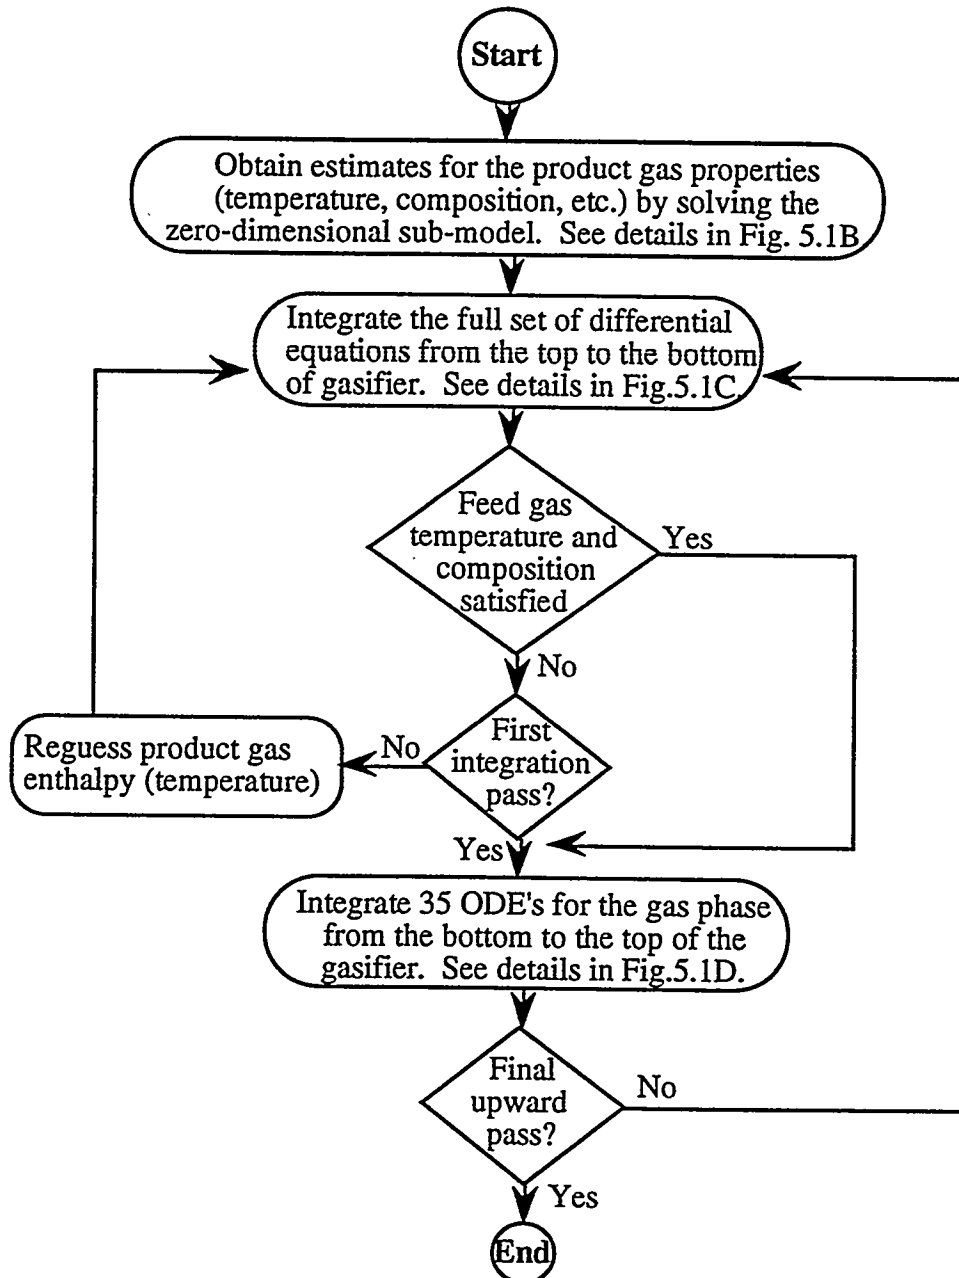 Start
Obtain estimates for the product gas properties
(temperature, composition, etc.) by solving the
zero-dimensional sub-model. See details in Fig. 5.1B
Integrate the full set of differential
equations from the top to the bottom
of gasifier. See details in Fig.5.1C.
Feed gas
temperature and
composition
satisfied
Yes
No
First
integration
pass?
No
Reguess product gas
enthalpy (temperature)
Yes
Integrate 35 ODE's for the gas phase
from the bottom to the top of the
gasifier. See details in Fig.5.1D.
Final
upward
pass?
No
Yes
End